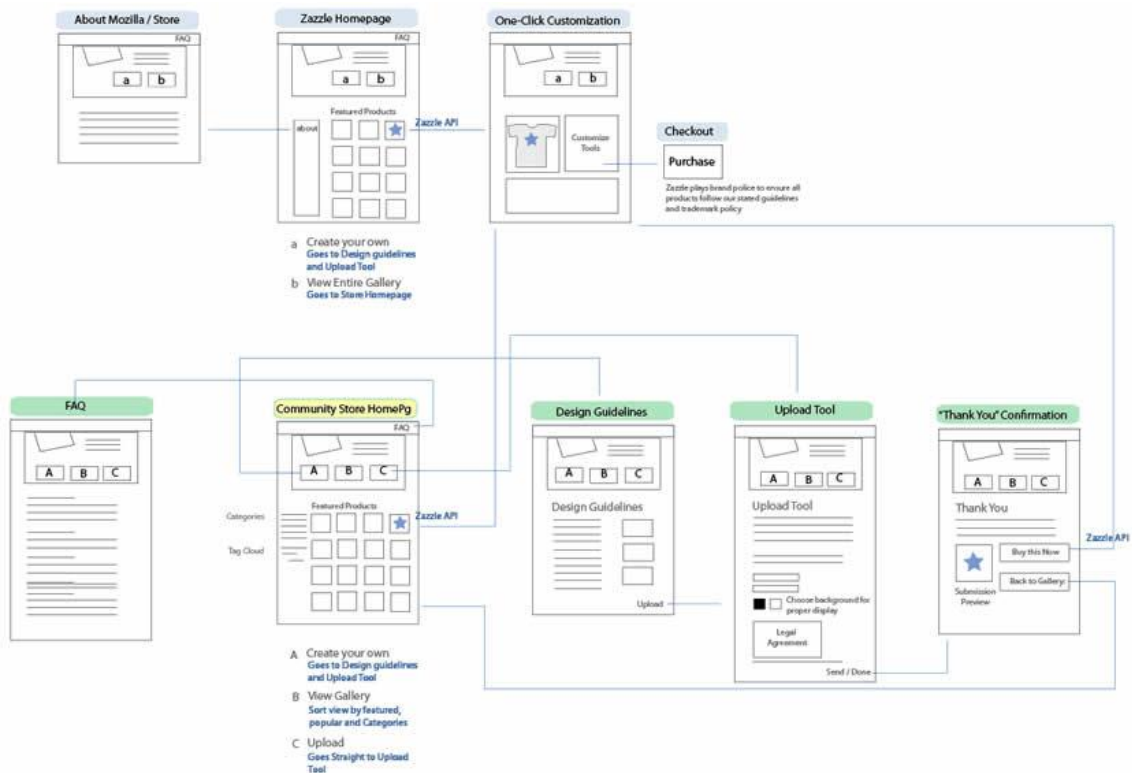 About Mozilla / Store
FAQ
a
b
Zazzle Homepage
FAQ
a
b
Featured Products
about
Zazzle API
One-Click Customization
a
b
Customize
Tools
Checkout
Purchase
Zazzle plays brand police to ensure all
products follow our stated guidelines
and trademark policy
a Create your own
Goes to Design guidelines
and Upload Tool
b View Entire Gallery
Goes to Store Homepage
FAQ
A
B
C
Community Store HomePg
FAQ
A
B
C
Featured Products
Categories
Tag Cloud
Zazzle API
A Create your own
Goes to Design guidelines
and Upload Tool
B View Gallery
Sort view by featured,
popular and Categories
C Upload
Goes Straight to Upload
Tool
Design Guidelines
A
B
C
Design Guidelines
Upload
Upload Tool
A
B
C
Upload Tool
Choose background for
proper display
Legal
Agreement
Send / Done
"Thank You" Confirmation
A
B
C
Thank You
Buy this Now
Zazzle API
Back to Gallery
Submission
Preview